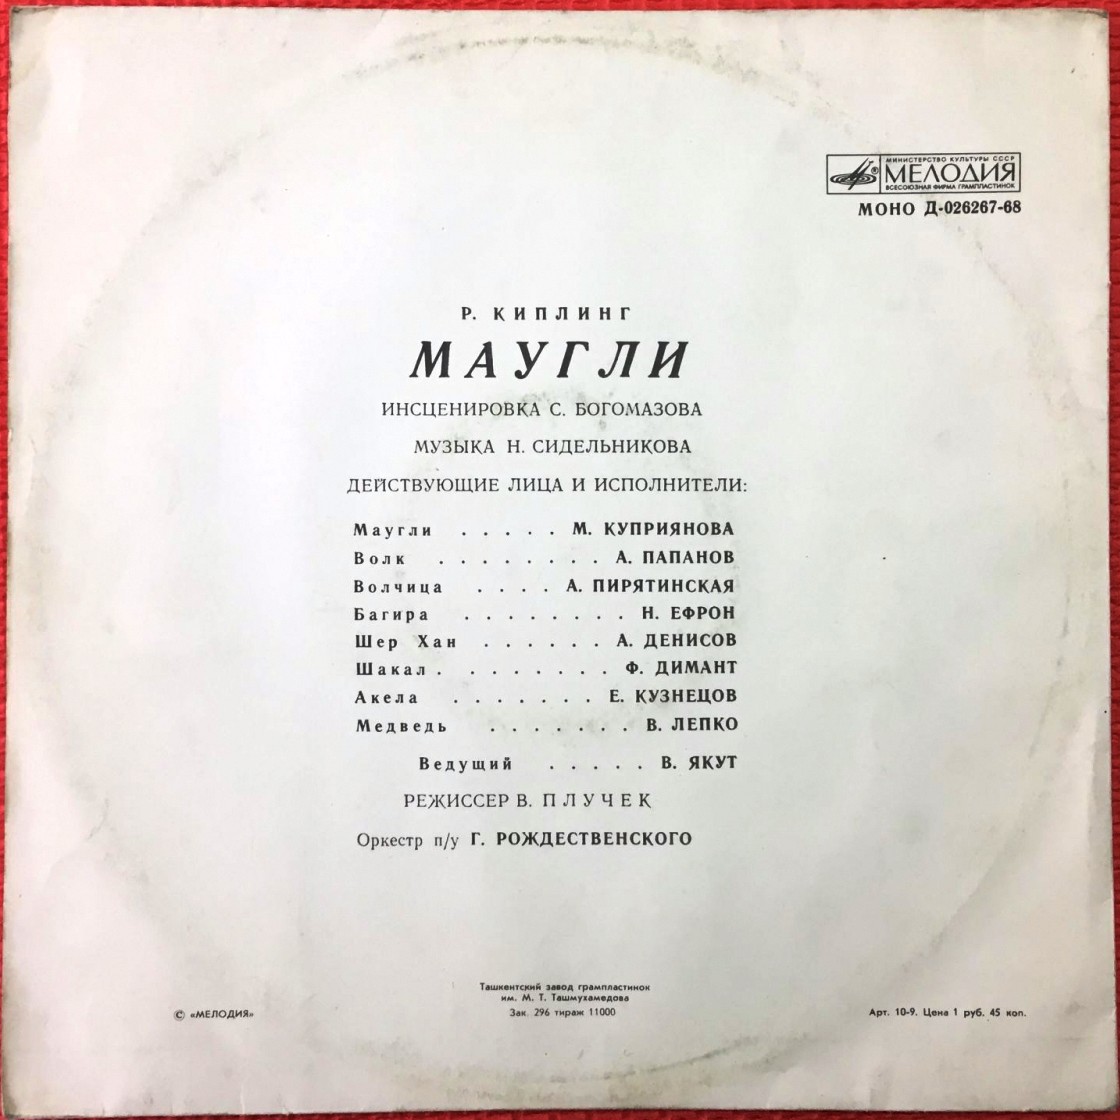 МИНИСТЕРСТВО КУЛЬТУРЫ СССР
® МЕЛОДИЯ
ВСЕСОЮЗНАЯ ФИРМА ГРАМПЛАСТИНОК
МОНО Д-026267-68
Р. КИПЛИНГ
МАУГЛИ
ИНСЦЕНИРОВКА С. БОГОМАЗОВА
МУЗЫКА Н. СИДЕЛЬНИКОВА
ДЕЙСТВУЮЩИЕ ЛИЦА И ИСПОЛНИТЕЛИ:
Маугли . . . . . М. КУПРИЯНОВА
Волк . . . . . . . . А. ПАПАНОВ
Волчица . . . . А. ПИРЯТИНСКАЯ
Багира . . . . . . . . Н. ЕФРОН
Шер Хан . . . . . . А. ДЕНИСОВ
Шакал . . . . . . . . Ф. ДИМАНТ
Акела . . . . . . . Е. КУЗНЕЦОВ
Медведь . . . . . . . В. ЛЕПКО
Ведущий . . . . . В. ЯКУТ
РЕЖИССЕР В. ПЛУЧЕК
Оркестр п/у Г. РОЖДЕСТВЕНСКОГО
Ташкентский завод грампластинок
им. М. Т. Ташмухамедова
Зак. 296 тираж 11000
© «МЕЛОДИЯ»
Арт. 10-9. Цена 1 руб. 45 коп.